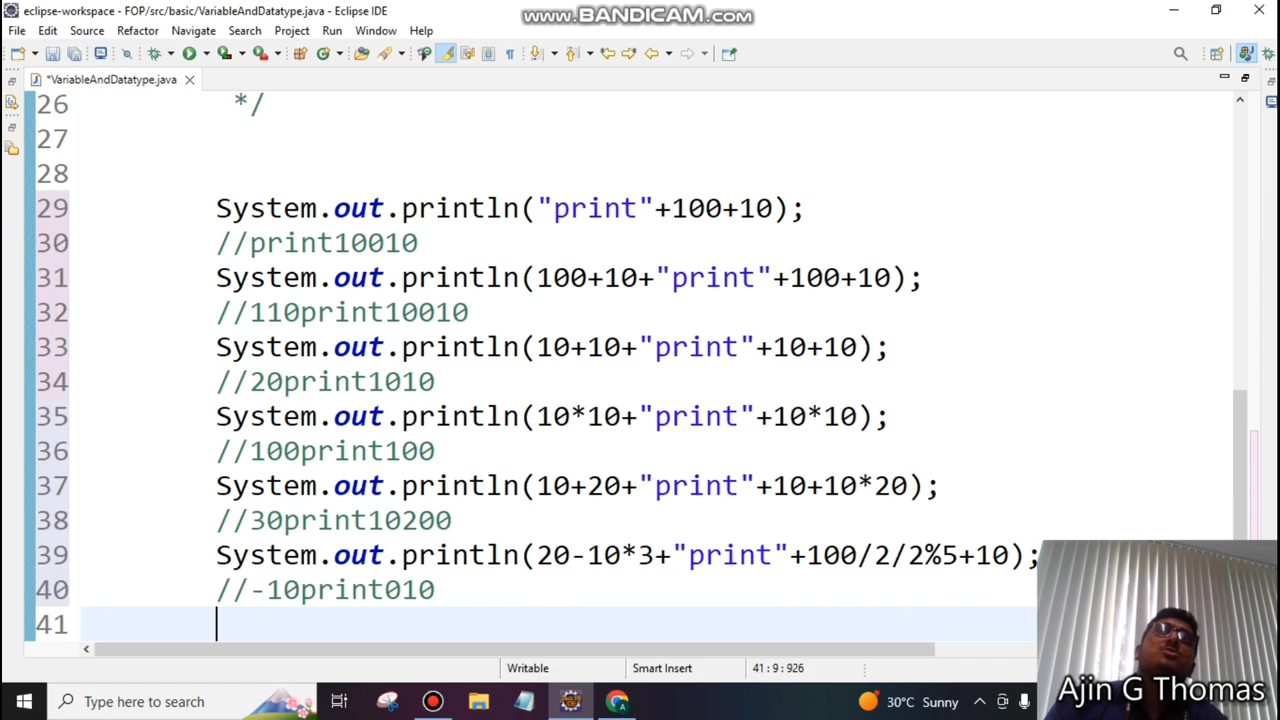 eclipse-workspace - FOP/src/basic/VariableAndDatatype.java - Eclipse IDE
www.BANDICAM.com
File Edit Source Refactor Navigate Search Project Run Window Help
*VariableAndDatatype.java
26 */
27
28
29 System.out.println("print"+100+10);
30 //print10010
31 System.out.println(100+10+"print"+100+10);
32 //110print10010
33 System.out.println(10+10+"print"+10+10);
34 //20print1010
35 System.out.println(10*10+"print"+10*10);
36 //100print100
37 System.out.println(10+20+"print"+10+10*20);
38 //30print10200
39 System.out.println(20-10*3+"print"+100/2/2%5+10);
40 //-10print010
41
Writable Smart Insert 41 : 9 : 926
Ajin G Thomas
Type here to search 30°C Sunny